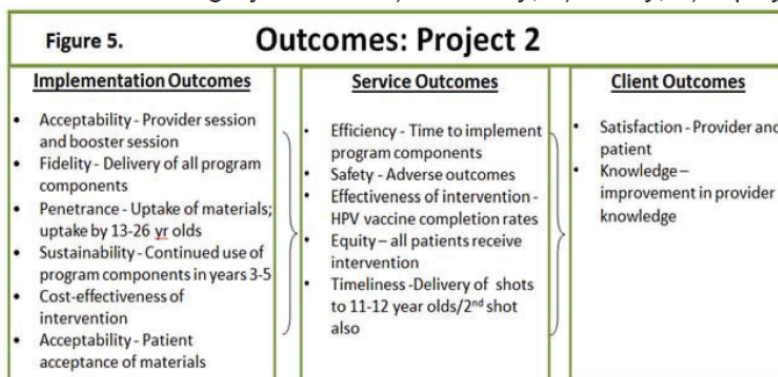 Figure 5.
Outcomes: Project 2
Implementation Outcomes
• Acceptability - Provider session
and booster session
• Fidelity - Delivery of all program
components
• Penetrance - Uptake of materials;
uptake by 13-26 yr olds
• Sustainability - Continued use of
program components in years 3-5
• Cost-effectiveness of
intervention
• Acceptability - Patient
acceptance of materials
Service Outcomes
• Efficiency - Time to implement
program components
• Safety - Adverse outcomes
• Effectiveness of intervention -
HPV vaccine completion rates
• Equity – all patients receive
intervention
• Timeliness -Delivery of shots
to 11-12 year olds/2nd shot
also
Client Outcomes
• Satisfaction - Provider and
patient
• Knowledge –
improvement in provider
knowledge